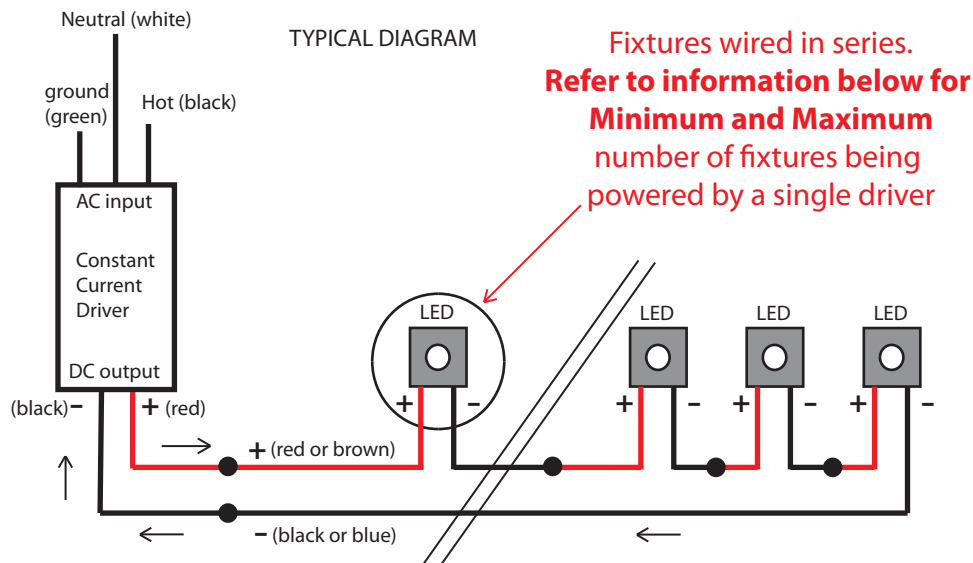 Neutral (white)
TYPICAL DIAGRAM
Fixtures wired in series.
Refer to information below for
Minimum and Maximum
number of fixtures being
powered by a single driver
ground
(green)
Hot (black)
AC input
Constant
Current
Driver
DC output
(black) -
+ (red)
LED
LED
LED
LED
+ -
+ -
+ -
+ -
+ (red or brown)
- (black or blue)